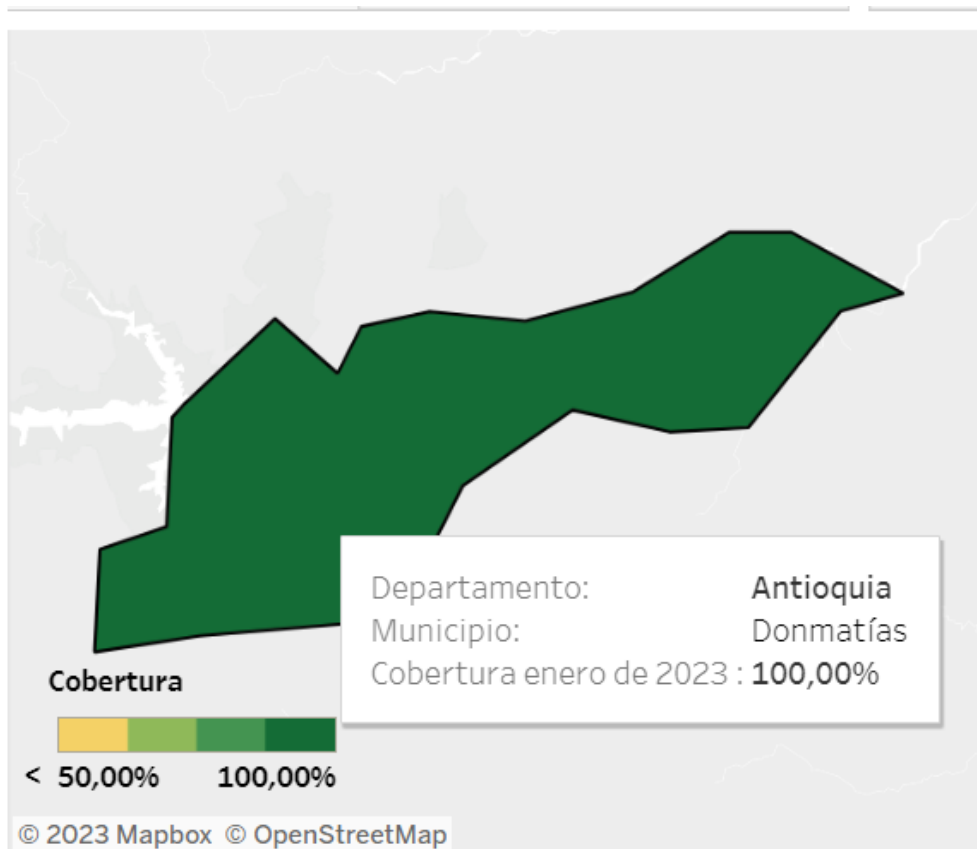 Departamento: Antioquia
Municipio: Donmatías
Cobertura enero de 2023 : 100,00%
Cobertura
< 50,00% 100,00%
© 2023 Mapbox © OpenStreetMap